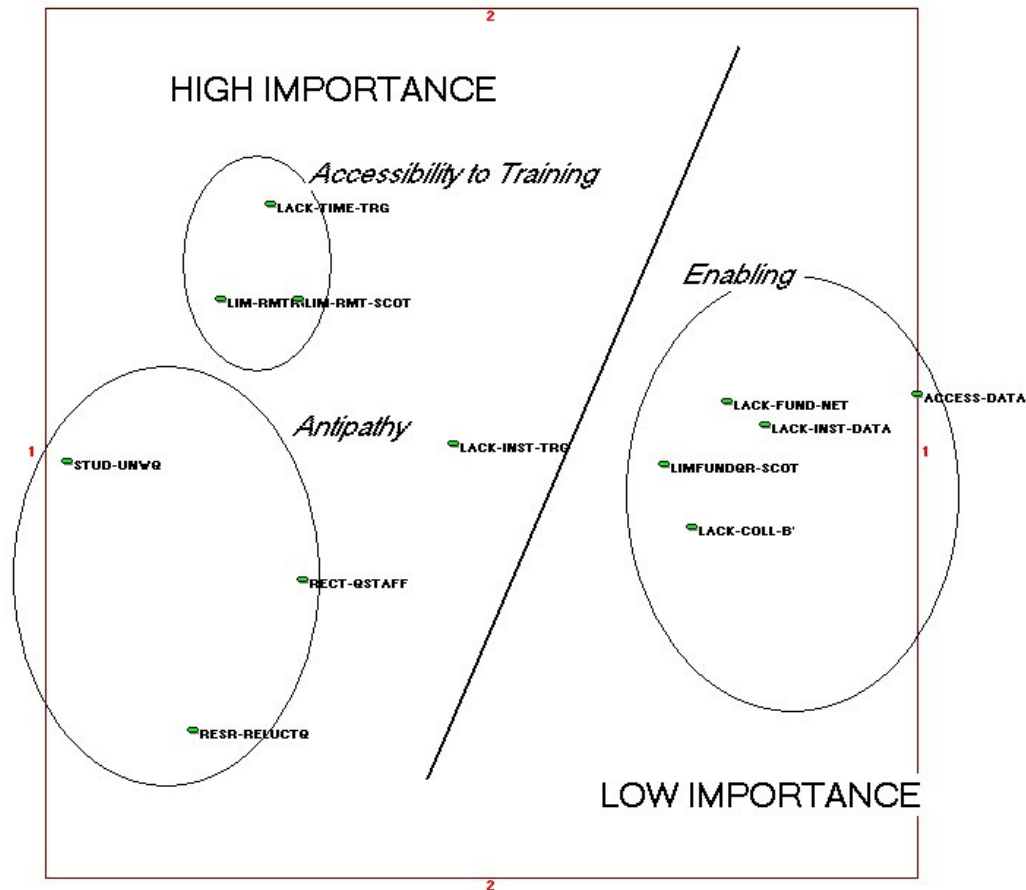 2
HIGH IMPORTANCE
Accessibility to Training
LACK-TIME-TRG
Enabling
LIM-RMT-SCOT
ACCESS-DATA
LACK-FUND-NET
Antipathy
LACK-INST-DATA
LACK-INST-TRG
1
1
STUD-UNWQ
LIMFUNDQR-SCOT
LACK-COLL-B'
RECT-QSTAFF
RESR-RELUCTQ
LOW IMPORTANCE
2